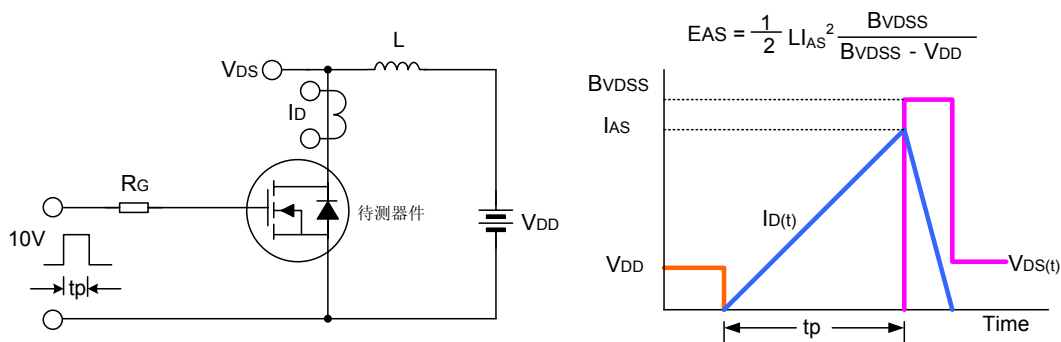 VDS
L
ID
RG
待测器件
VDD
10V
tp
EAS = 1/2 LIAS² BVDSS / BVDSS - VDD
BVDSS
IAS
ID(t)
VDD
VDS(t)
tp
Time